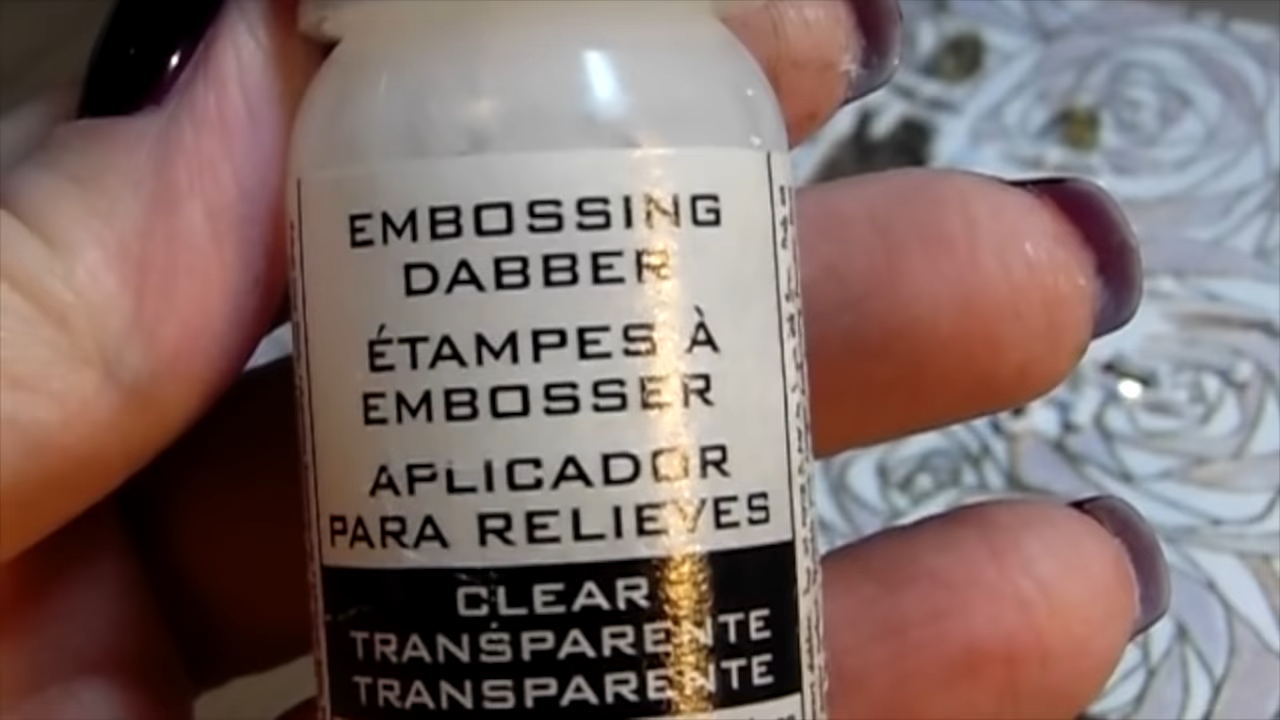 EMBOSSING
DABBER
ÉTAMPES À
EMBOSSER
APLICADOR
PARA RELIEVES
CLEAR
TRANSPARENTE
TRANSPARENTE